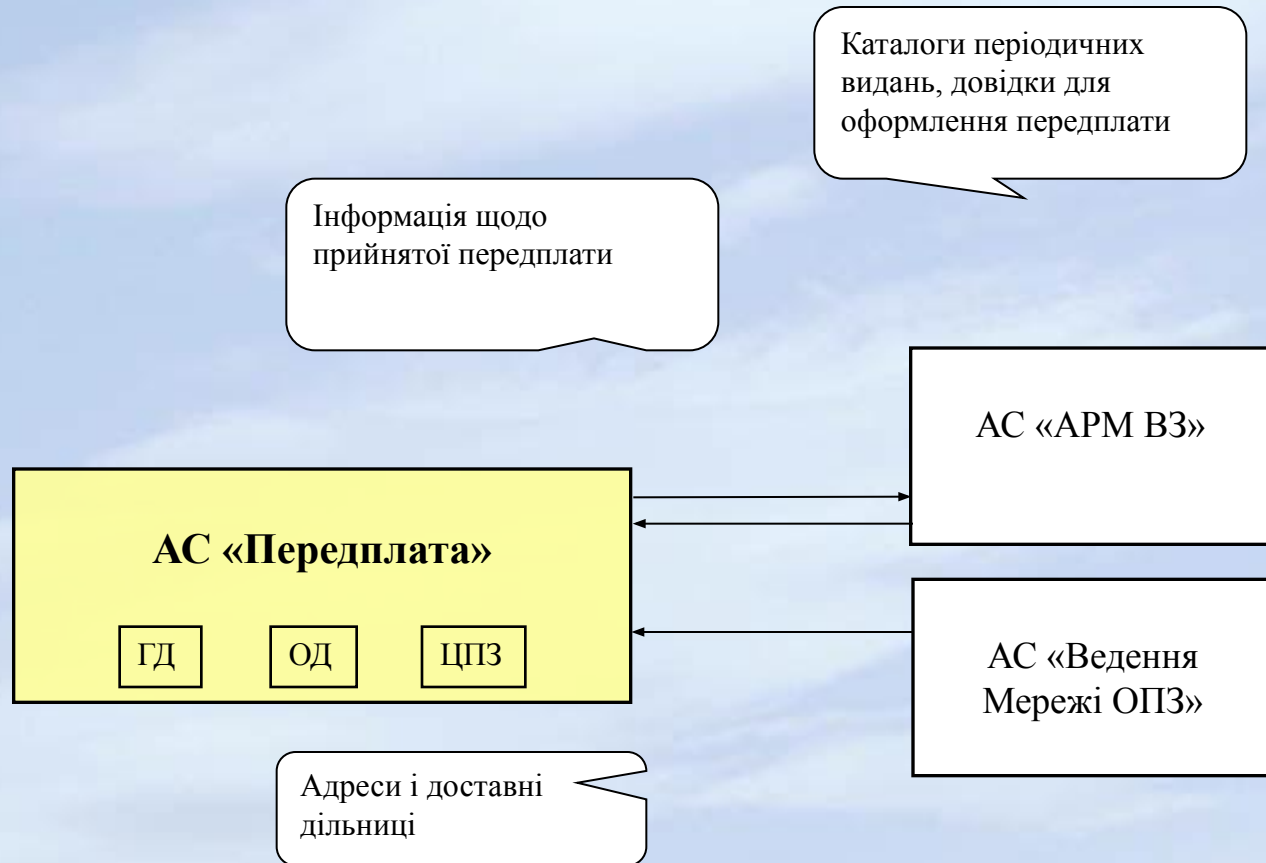 Каталоги періодичних
видань, довідки для
оформлення передплати
Інформація щодо
прийнятої передплати
АС «АРМ ВЗ»
АС «Передплата»
ГД
ОД
ЦПЗ
АС «Ведення
Мережі ОПЗ»
Адреси і доставні
дільниці